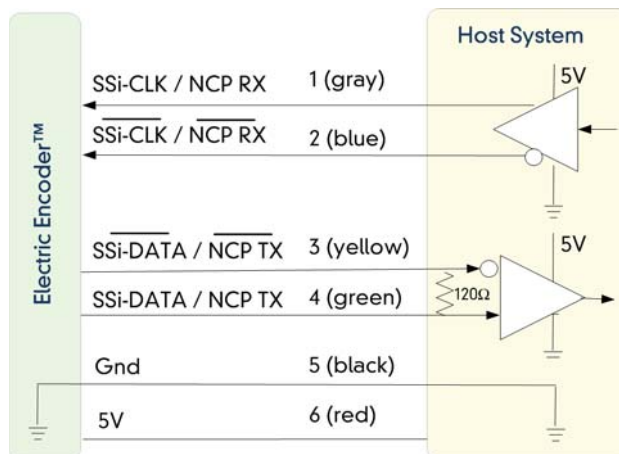 Host System
5V
SSi-CLK / NCP RX 1 (gray)
SSi-CLK / NCP RX 2 (blue)
Electric Encoder™
5V
SSi-DATA / NCP TX 3 (yellow)
SSi-DATA / NCP TX 4 (green)
120Ω
Gnd 5 (black)
5V 6 (red)